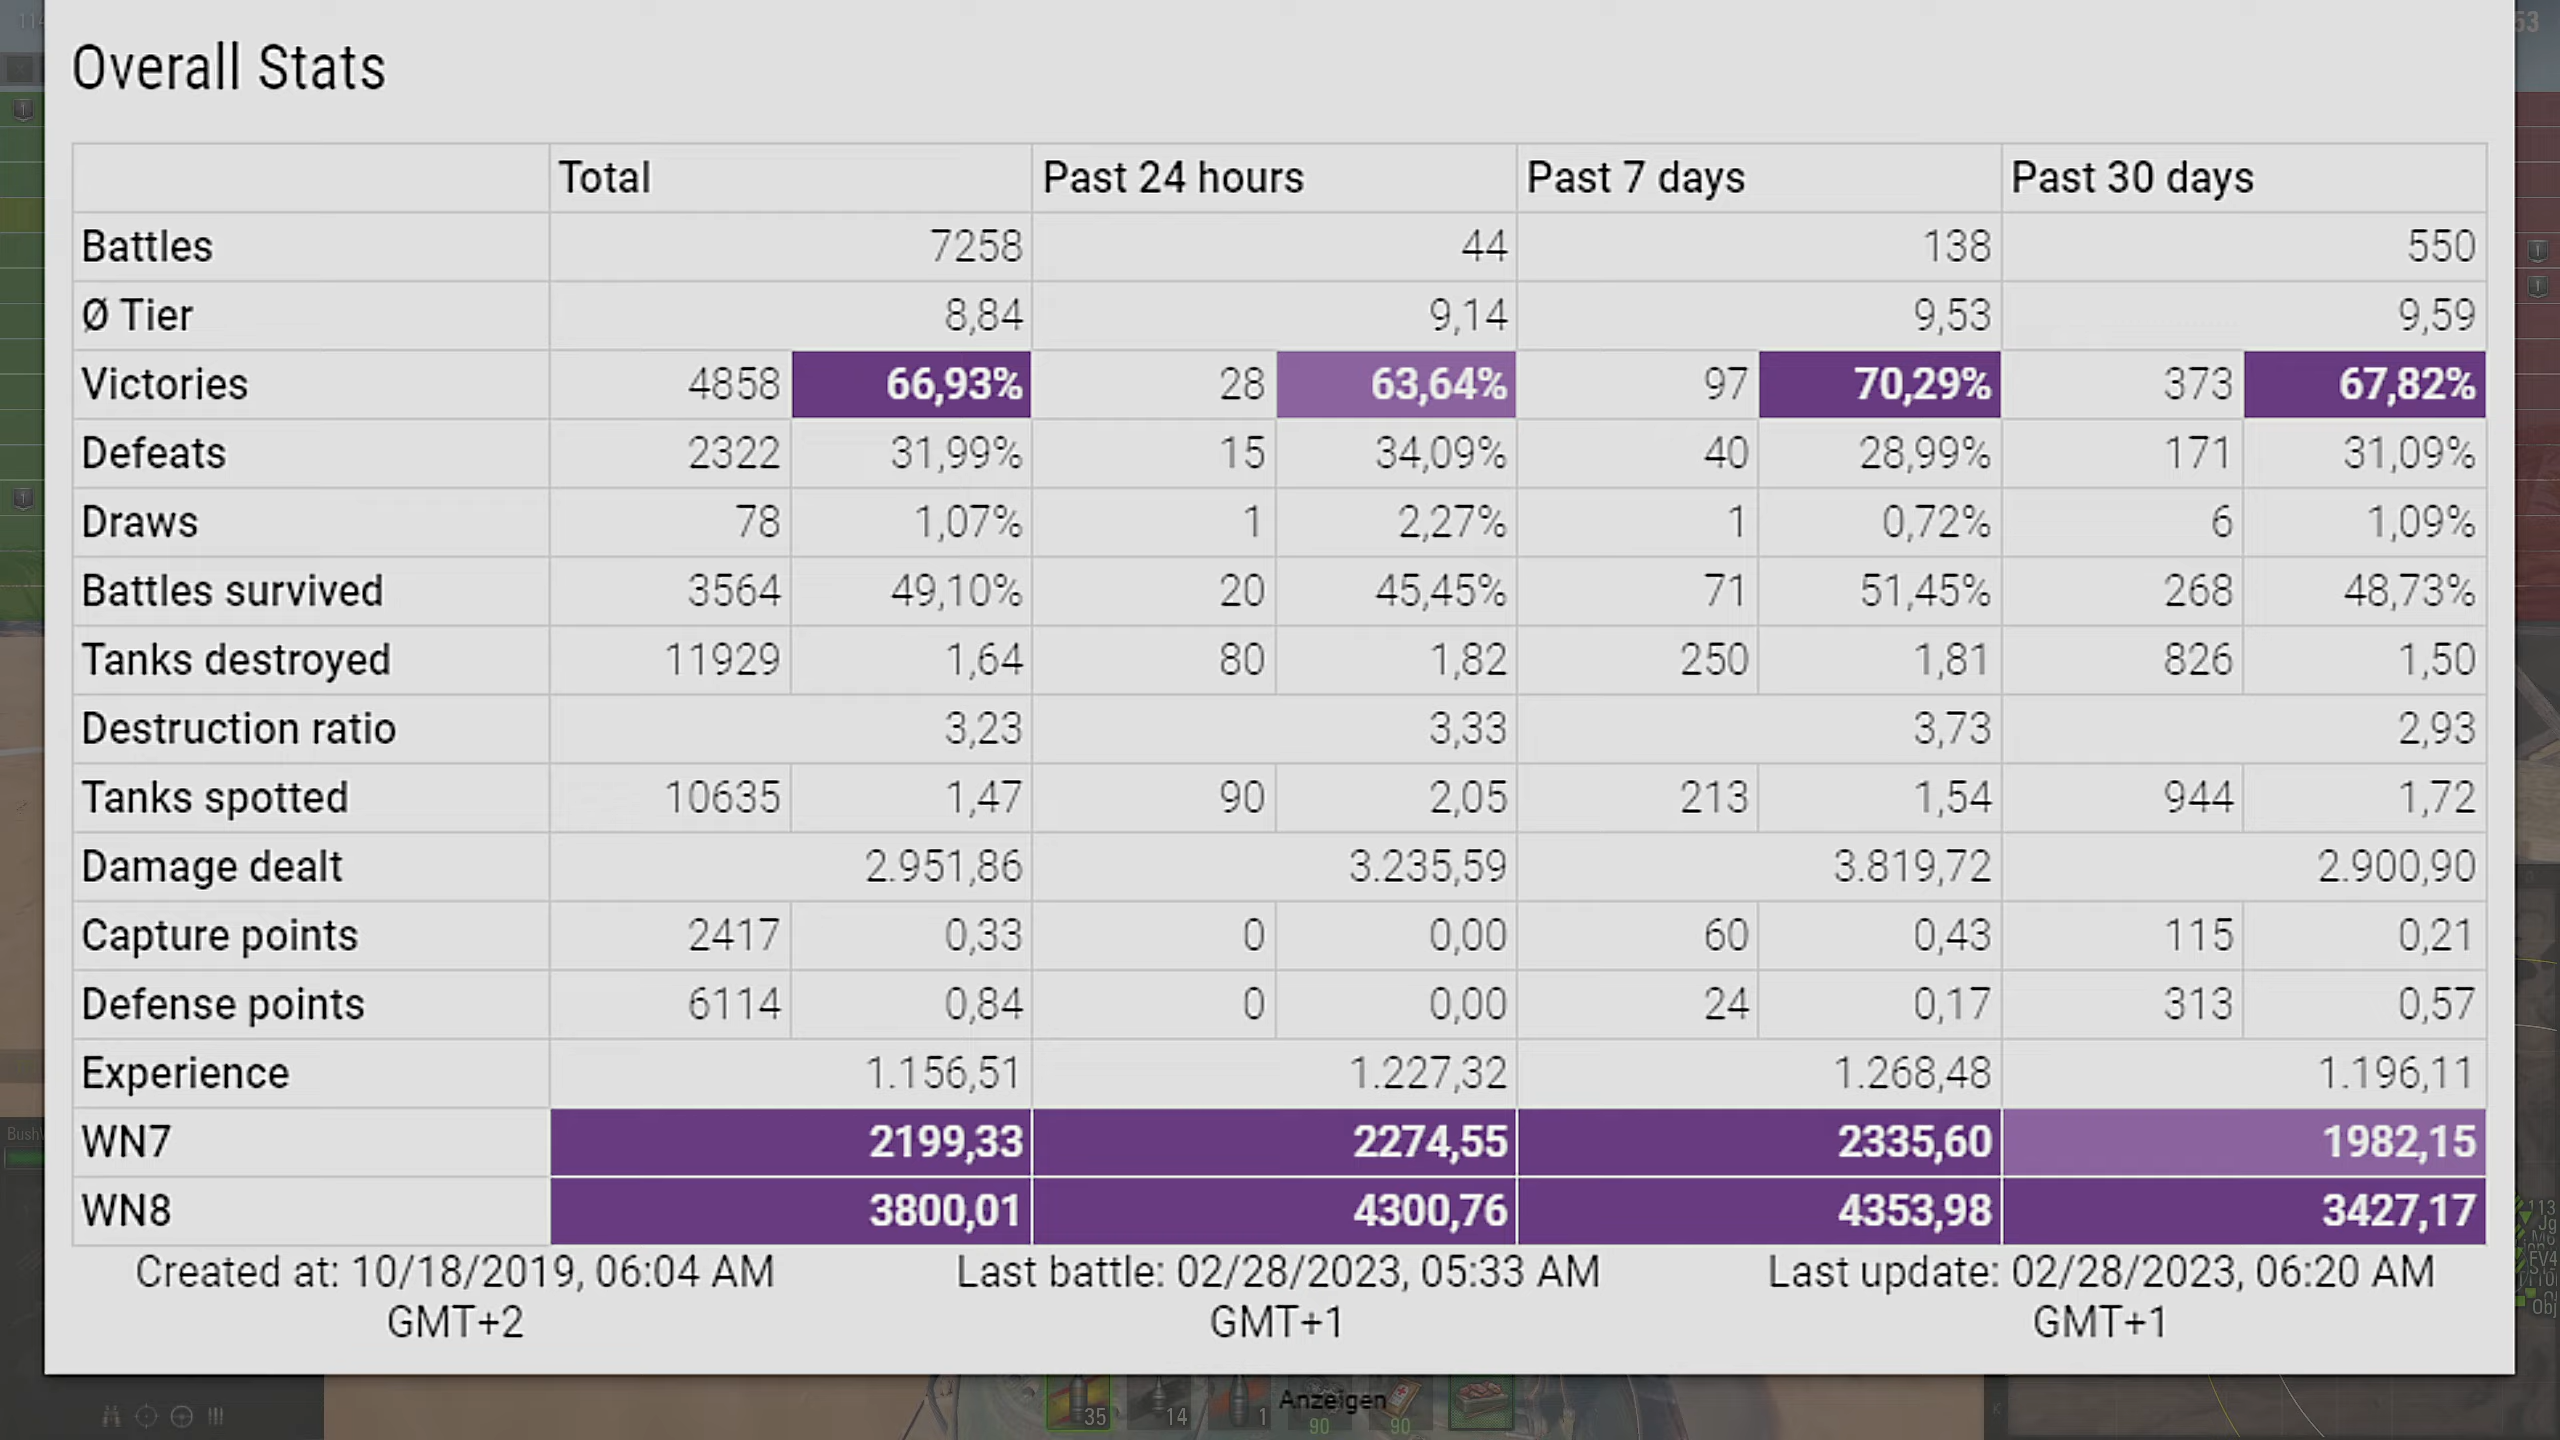 Overall Stats
Total Past 24 hours Past 7 days Past 30 days
Battles 7258 44 138 550
Ø Tier 8,84 9,14 9,53 9,59
Victories 4858 66,93% 28 63,64% 97 70,29% 373 67,82%
Defeats 2322 31,99% 15 34,09% 40 28,99% 171 31,09%
Draws 78 1,07% 1 2,27% 1 0,72% 6 1,09%
Battles survived 3564 49,10% 20 45,45% 71 51,45% 268 48,73%
Tanks destroyed 11929 1,64 80 1,82 250 1,81 826 1,50
Destruction ratio 3,23 3,33 3,73 2,93
Tanks spotted 10635 1,47 90 2,05 213 1,54 944 1,72
Damage dealt 2.951,86 3.235,59 3.819,72 2.900,90
Capture points 2417 0,33 0 0,00 60 0,43 115 0,21
Defense points 6114 0,84 0 0,00 24 0,17 313 0,57
Experience 1.156,51 1.227,32 1.268,48 1.196,11
WN7 2199,33 2274,55 2335,60 1982,15
WN8 3800,01 4300,76 4353,98 3427,17
Created at: 10/18/2019, 06:04 AM GMT+2
Last battle: 02/28/2023, 05:33 AM GMT+1
Last update: 02/28/2023, 06:20 AM GMT+1
Anzeigen
35 14 1 90 90
53